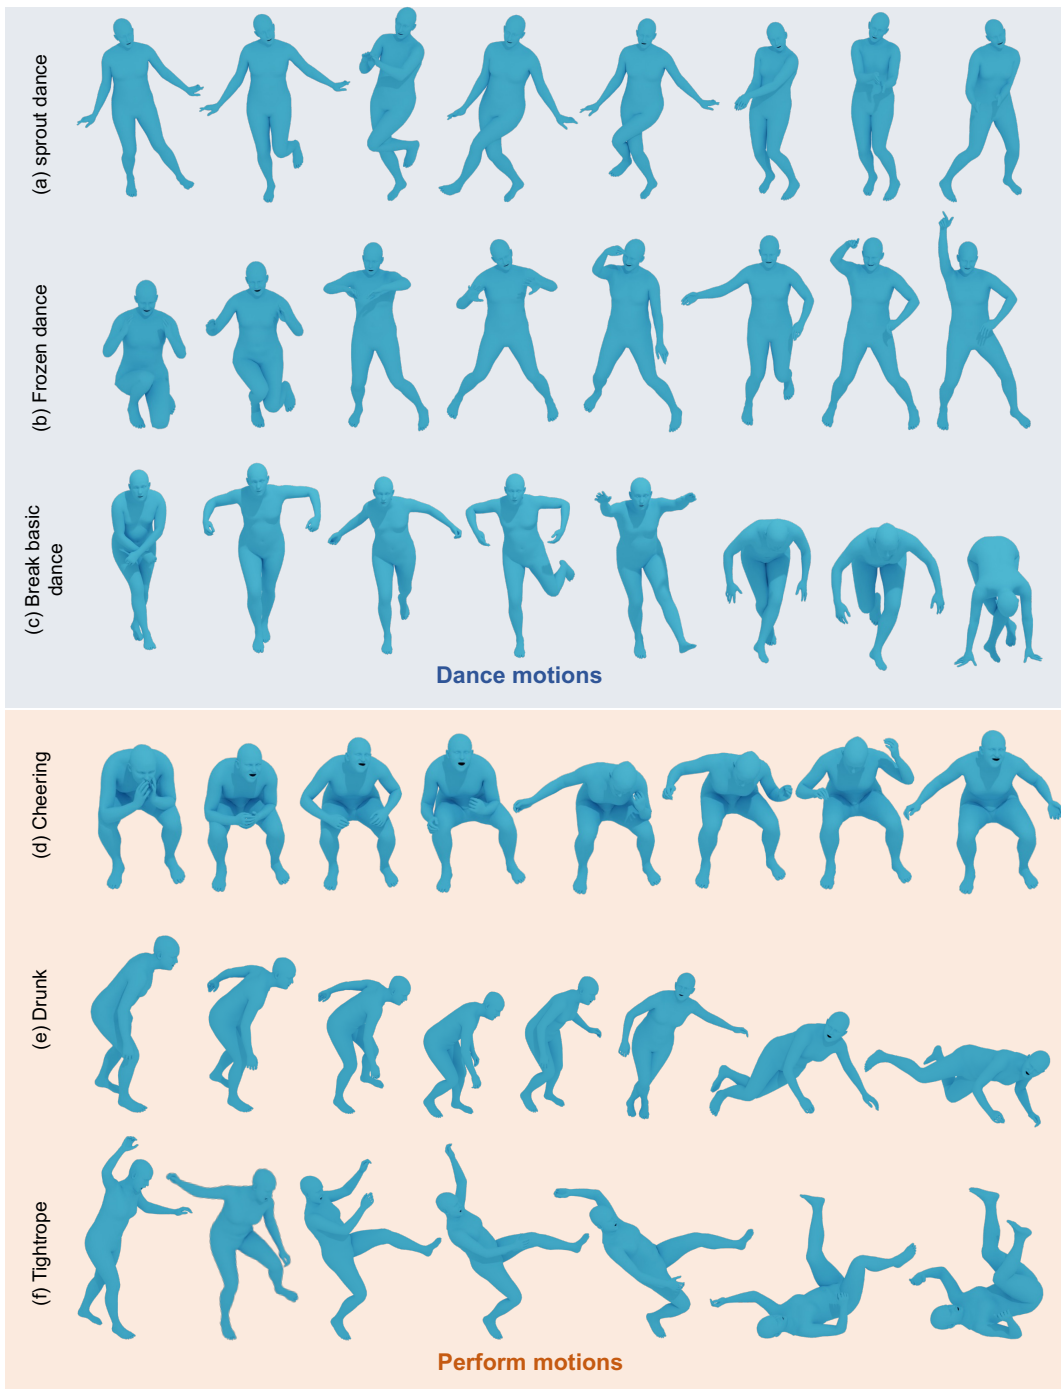 (a) sprout dance
(b) Frozen dance
(c) Break basic
dance
Dance motions
(d) Cheering
(e) Drunk
(f) Tightrope
Perform motions